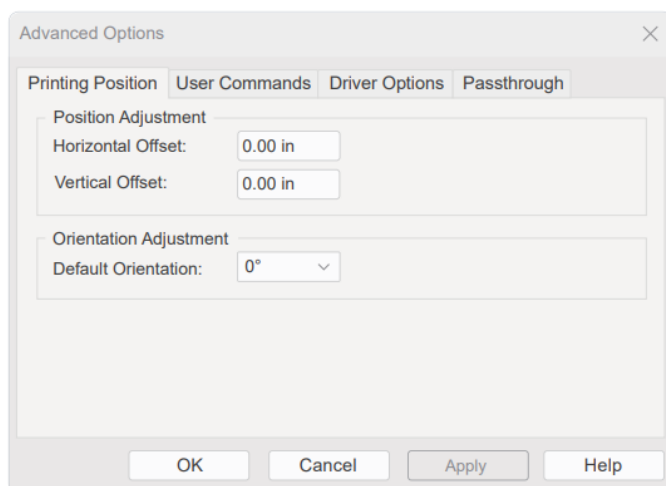 Advanced Options
Printing Position User Commands Driver Options Passthrough
Position Adjustment
Horizontal Offset: 0.00 in
Vertical Offset: 0.00 in
Orientation Adjustment
Default Orientation: 0°
OK Cancel Apply Help